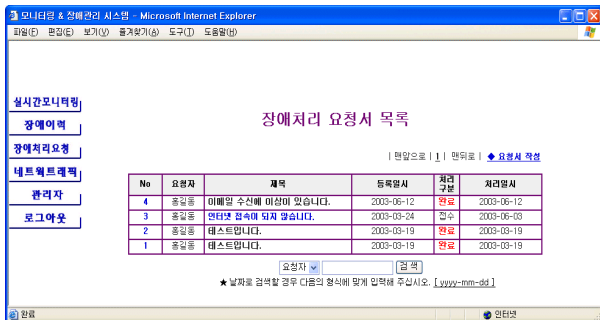 모니터링 & 장애관리 시스템 - Microsoft Internet Explorer
파일(F) 편집(E) 보기(V) 즐겨찾기(A) 도구(T) 도움말(H)
실시간모니터링
장애이력
장애처리요청
네트웍트래픽
관리자
로그아웃
장애처리 요청서 목록
| 맨앞으로 | 1 | 맨뒤로 | ◆ 요청서 작성
No 요청자 제목 등록일시 처리구분 처리일시
4 홍길동 이메일 수신에 이상이 있습니다. 2003-06-12 완료 2003-06-12
3 홍길동 인터넷 접속이 되지 않습니다. 2003-03-24 접수 2003-06-03
2 홍길동 테스트입니다. 2003-03-19 완료 2003-03-19
1 홍길동 테스트입니다. 2003-03-19 완료 2003-03-19
요청자 검색
★ 날짜로 검색할 경우 다음의 형식에 맞게 입력해 주십시오. [ yyyy-mm-dd ]
완료 인터넷